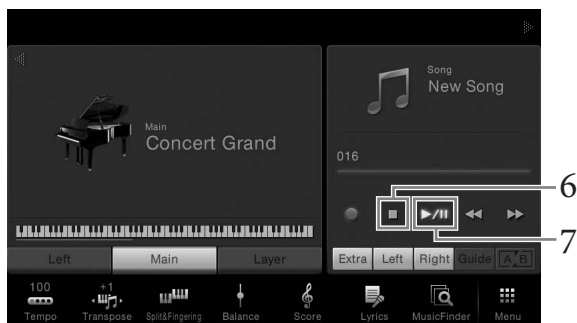 Main
Concert Grand
Song
New Song
016
6
7
Left
Main
Layer
Extra
Left
Right
Guide
A B
100
+1
Tempo
Transpose
Split&Fingering
Balance
Score
Lyrics
MusicFinder
Menu